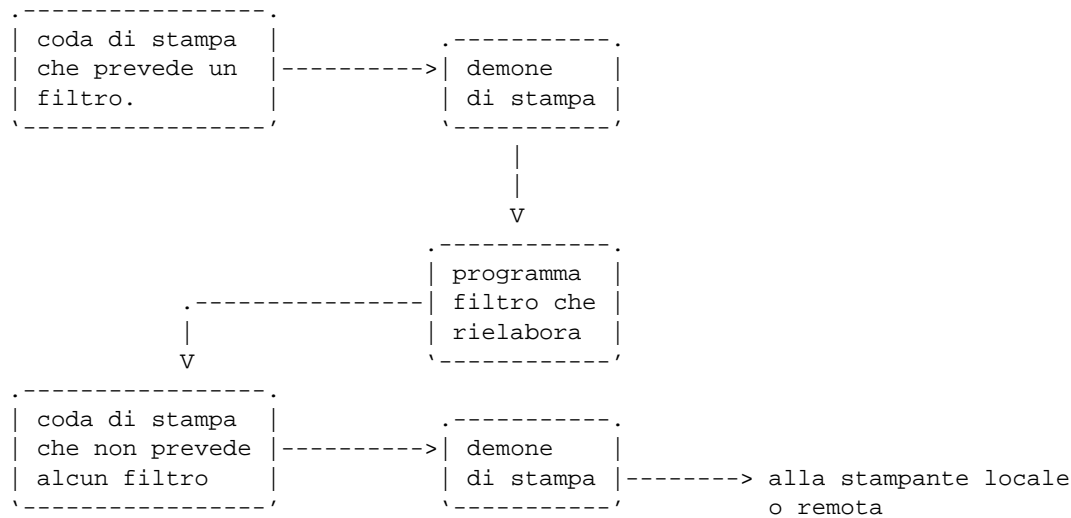 coda di stampa
che prevede un
filtro.
demone
di stampa
V
programma
filtro che
rielabora
V
coda di stampa
che non prevede
alcun filtro
demone
di stampa
alla stampante locale
o remota